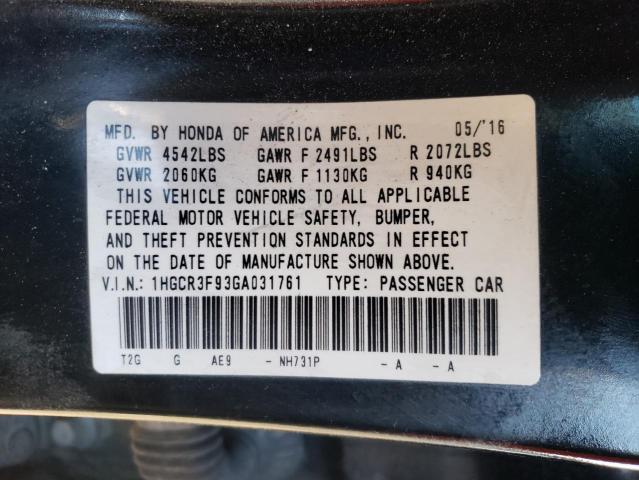 MFD. BY HONDA OF AMERICA MFG., INC. 05/'16
GVWR 4542LBS GAWR F 2491LBS R 2072LBS
GVWR 2060KG GAWR F 1130KG R 940KG
THIS VEHICLE CONFORMS TO ALL APPLICABLE
FEDERAL MOTOR VEHICLE SAFETY, BUMPER,
AND THEFT PREVENTION STANDARDS IN EFFECT
ON THE DATE OF MANUFACTURE SHOWN ABOVE.
V.I.N.: 1HGCR3F93GA031761 TYPE: PASSENGER CAR
T2G G AE9 - NH731P - A - A